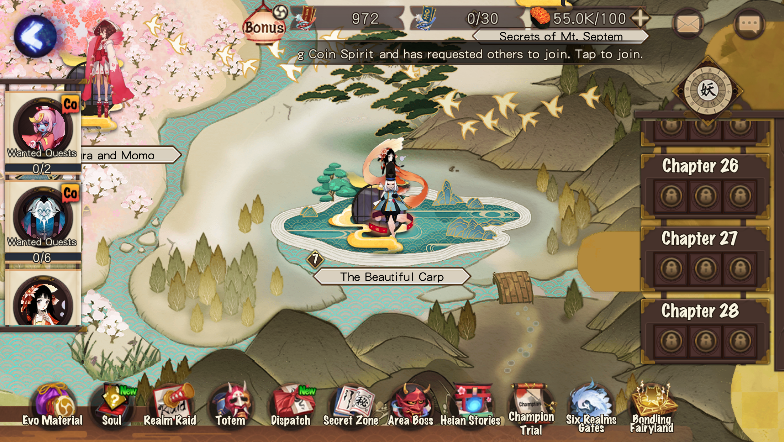 Bonus
972
0/30
55.0K/100
Secrets of Mt. Septem
g Coin Spirit and has requested others to join. Tap to join.
妖
Co
Wanted Quests
0/2
ra and Momo
Co
Wanted Quests
0/6
Chapter 26
Chapter 27
Chapter 28
7
The Beautiful Carp
Evo Material
New
Soul
Realm Raid
Totem
New
Dispatch
Secret Zone
Area Boss
Heian Stories
Champion
Trial
Six Realms
Gates
Bonding
Fairyland